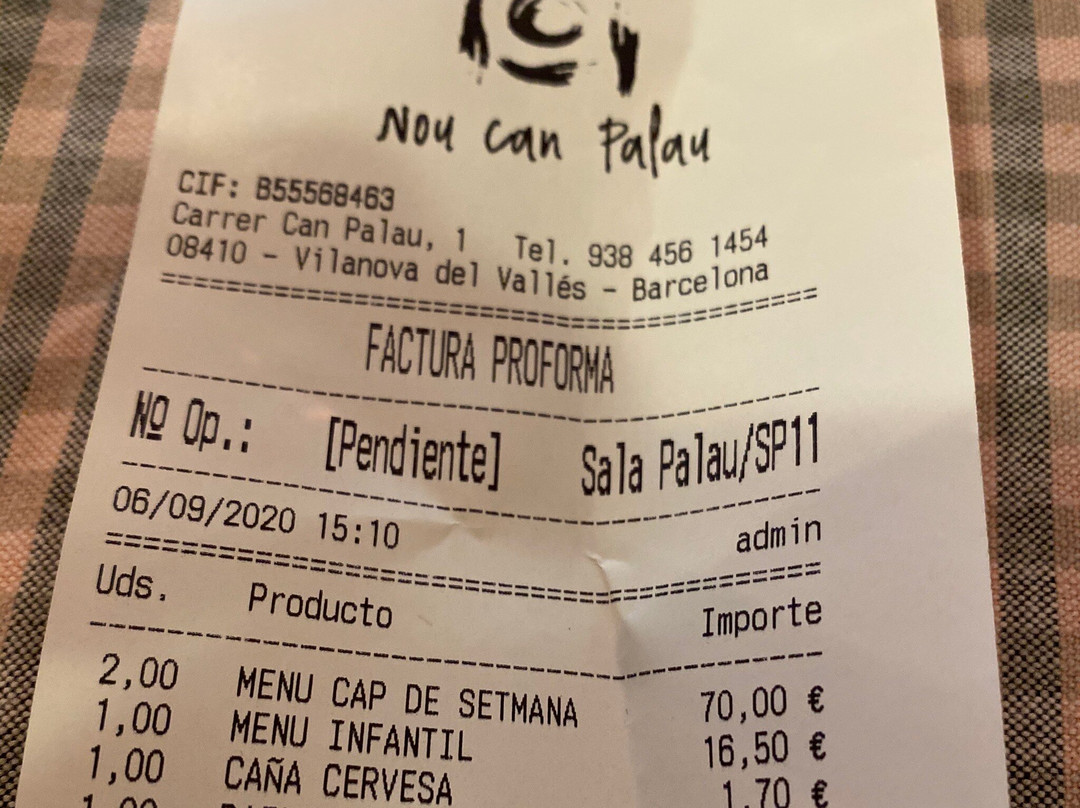 Nou Can Palau
CIF: B55568463
Carrer Can Palau, 1 Tel. 938 456 1454
08410 - Vilanova del Vallés - Barcelona
FACTURA PROFORMA
Nº Op.: [Pendiente] Sala Palau/SP11
06/09/2020 15:10 admin
Uds. Producto Importe
2,00 MENU CAP DE SETMANA 70,00 €
1,00 MENU INFANTIL 16,50 €
1,00 CAÑA CERVESA 1,70 €